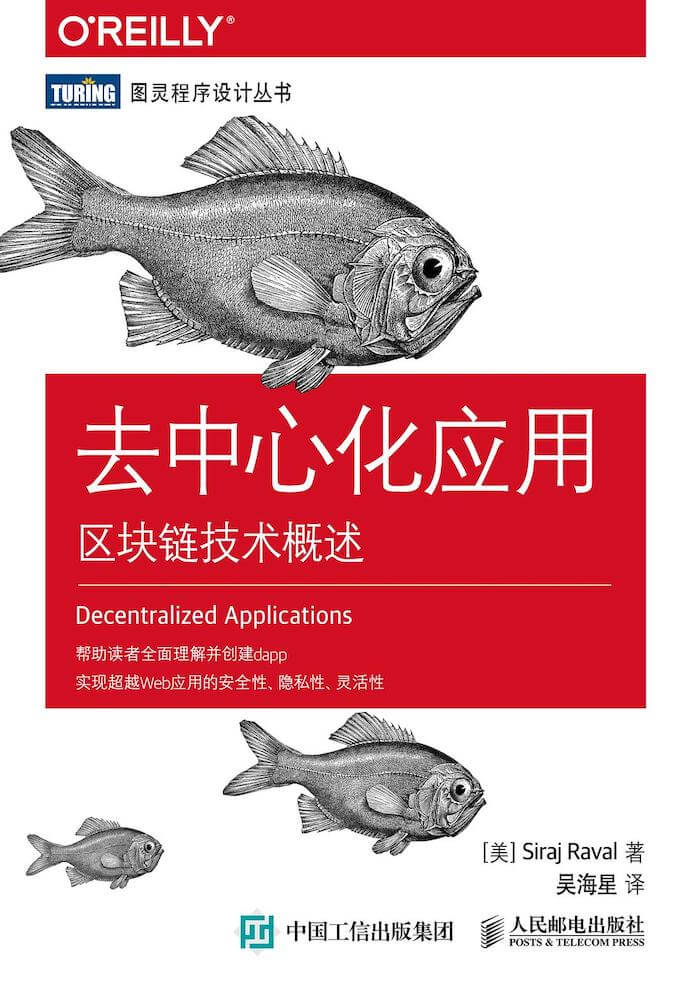 O'REILLY®
TURING 图灵程序设计丛书
去中心化应用
区块链技术概述
Decentralized Applications
帮助读者全面理解并创建dapp
实现超越Web应用的安全性、隐私性、灵活性
[美] Siraj Raval 著
吴海星 译
中国工信出版集团
人民邮电出版社
POSTS & TELECOM PRESS